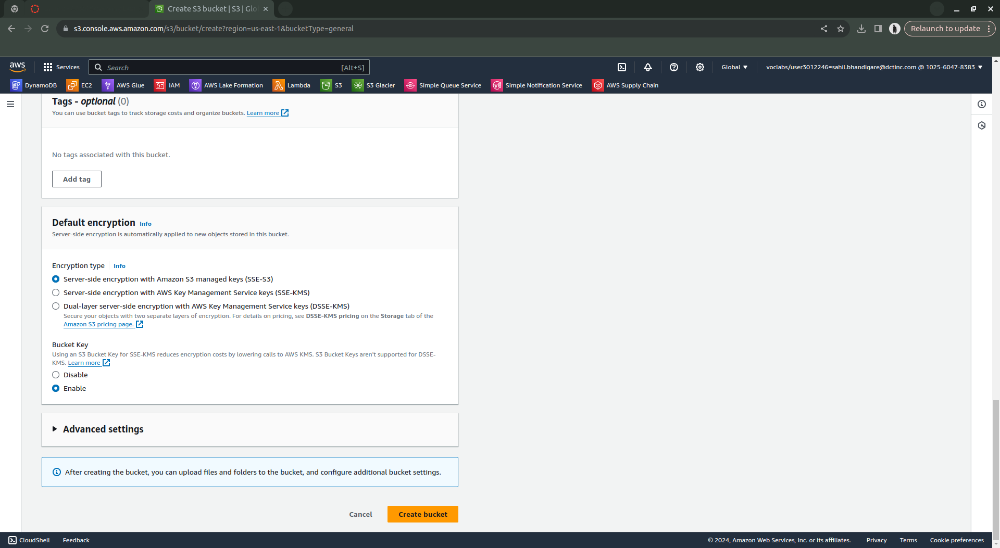 Create S3 bucket | S3 | Glo
s3.console.aws.amazon.com/s3/bucket/create?region=us-east-1&bucketType=general
Relaunch to update
aws
Services
Search
[Alt+S]
Global
voclabs/user3012246=sahil.bhandigare@dctinc.com @ 1025-6047-8383
DynamoDB
EC2
AWS Glue
IAM
AWS Lake Formation
Lambda
S3
S3 Glacier
Simple Queue Service
Simple Notification Service
AWS Supply Chain
Tags - optional (0)
You can use bucket tags to track storage costs and organize buckets. Learn more
No tags associated with this bucket.
Add tag
Default encryption Info
Server-side encryption is automatically applied to new objects stored in this bucket.
Encryption type Info
Server-side encryption with Amazon S3 managed keys (SSE-S3)
Server-side encryption with AWS Key Management Service keys (SSE-KMS)
Dual-layer server-side encryption with AWS Key Management Service keys (DSSE-KMS)
Secure your objects with two separate layers of encryption. For details on pricing, see DSSE-KMS pricing on the Storage tab of the
Amazon S3 pricing page.
Bucket Key
Using an S3 Bucket Key for SSE-KMS reduces encryption costs by lowering calls to AWS KMS. S3 Bucket Keys aren't supported for DSSE-
KMS. Learn more
Disable
Enable
Advanced settings
After creating the bucket, you can upload files and folders to the bucket, and configure additional bucket settings.
Cancel
Create bucket
CloudShell
Feedback
© 2024, Amazon Web Services, Inc. or its affiliates.
Privacy
Terms
Cookie preferences